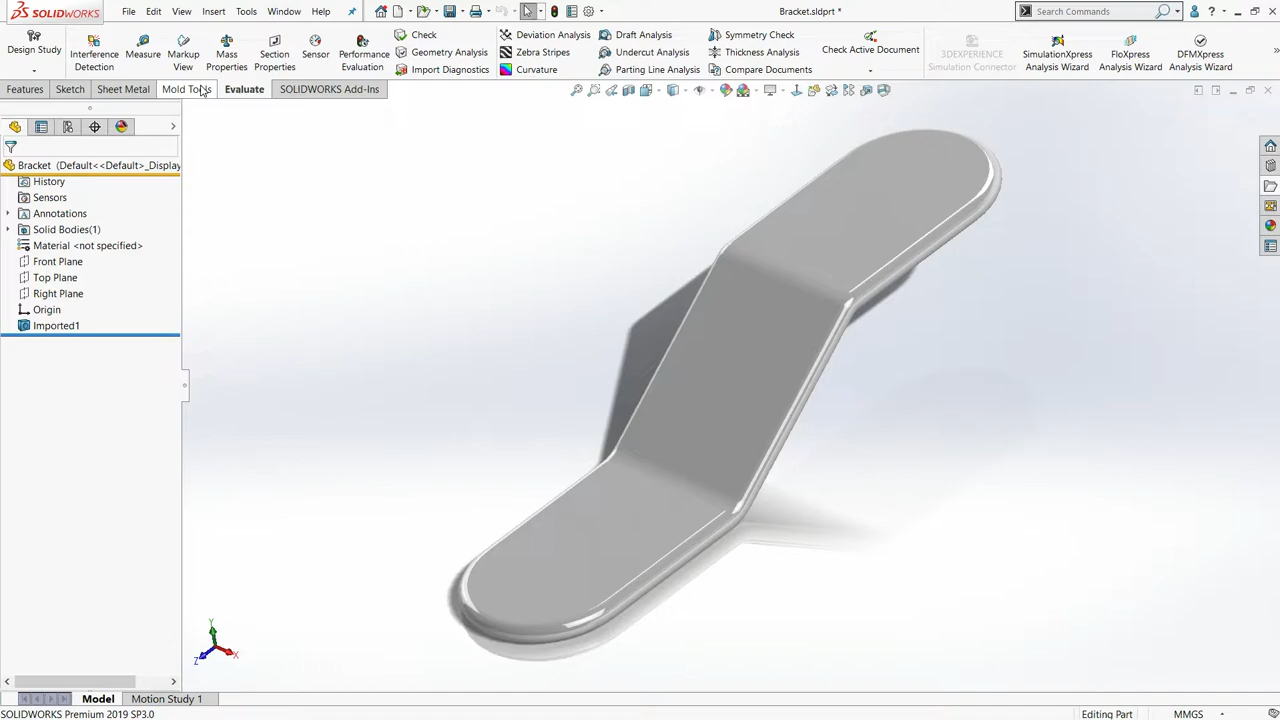 SOLIDWORKS File Edit View Insert Tools Window Help Bracket.sldprt * Search Commands
Design Study
Interference Detection
Measure
Markup View
Mass Properties
Section Properties
Sensor
Performance Evaluation
Check
Geometry Analysis
Import Diagnostics
Deviation Analysis
Zebra Stripes
Curvature
Draft Analysis
Undercut Analysis
Parting Line Analysis
Symmetry Check
Thickness Analysis
Compare Documents
Check Active Document
3DEXPERIENCE Simulation Connector
SimulationXpress Analysis Wizard
FloXpress Analysis Wizard
DFMXpress Analysis Wizard
Features Sketch Sheet Metal Mold Tools Evaluate SOLIDWORKS Add-Ins
Bracket (Default<<Default>_Display
History
Sensors
Annotations
Solid Bodies(1)
Material <not specified>
Front Plane
Top Plane
Right Plane
Origin
Imported1
Y
Z X
Model Motion Study 1
SOLIDWORKS Premium 2019 SP3.0 Editing Part MMGS